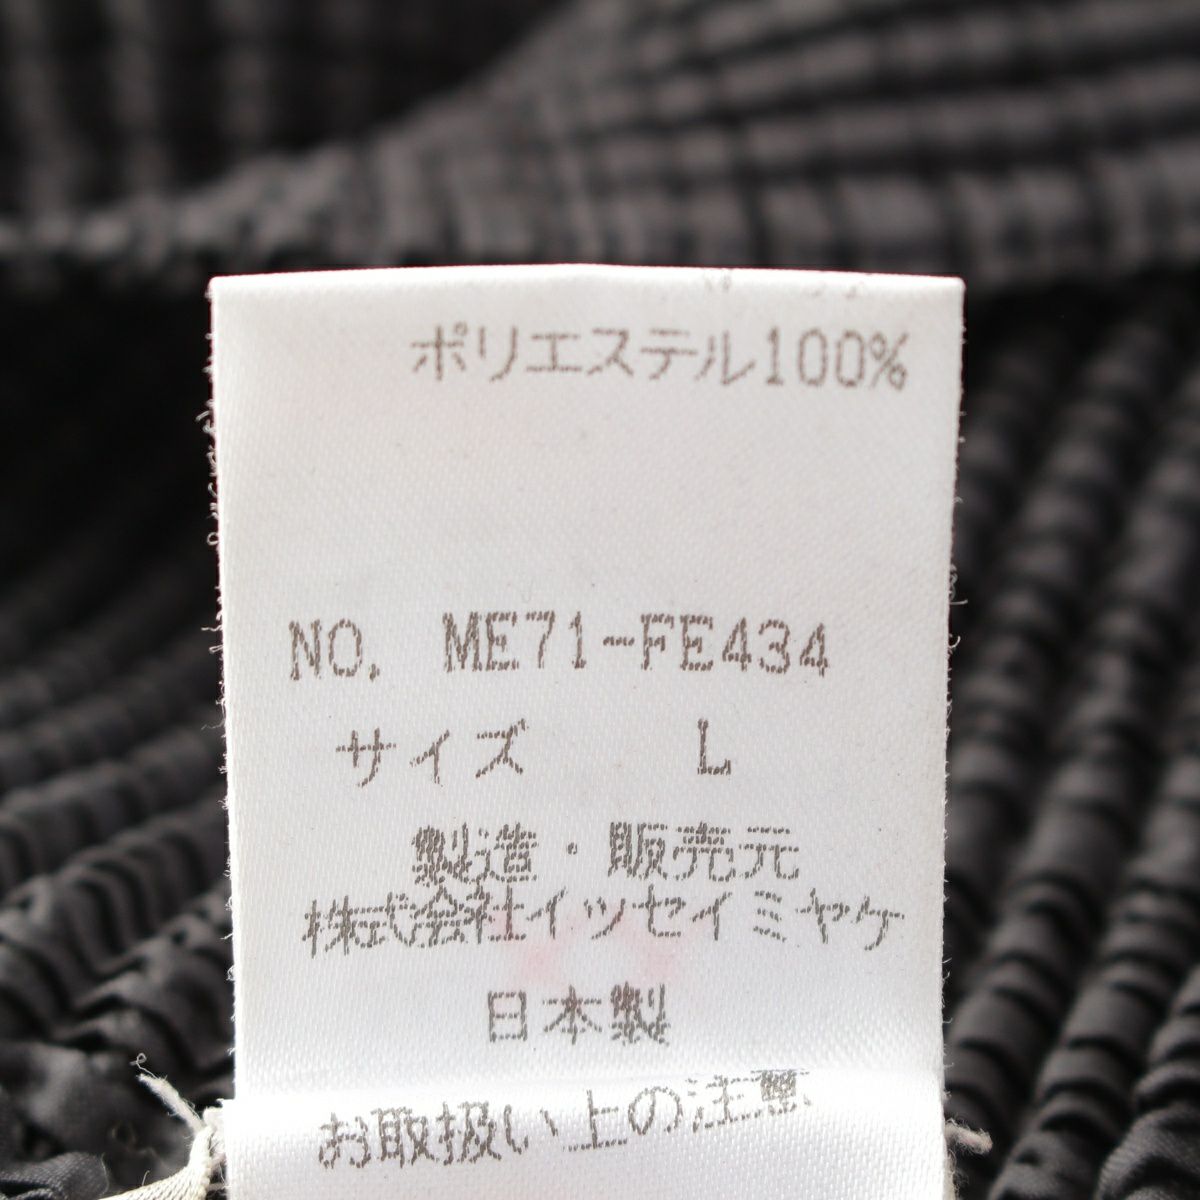 ポリエステル100%
NO. ME71-FE434
サイズ L
製造・販売元
株式会社イッセイミヤケ
日本製
お取扱い上の注意